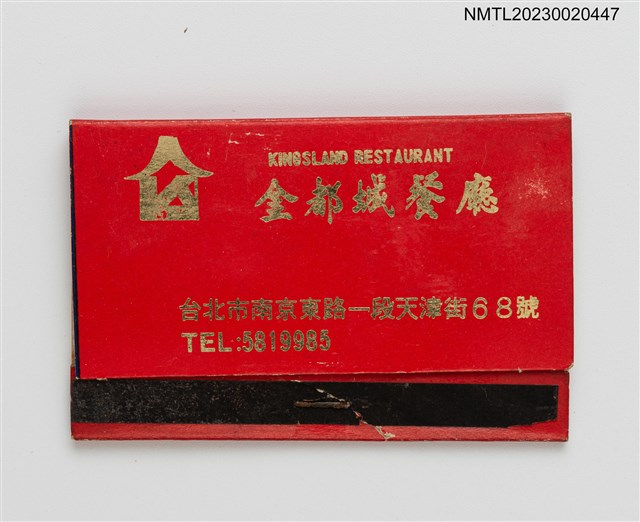 NMTL20230020447
KINGSLAND RESTAURANT
金都城餐廳
台北市南京東路一段天津街68號
TEL:5819985